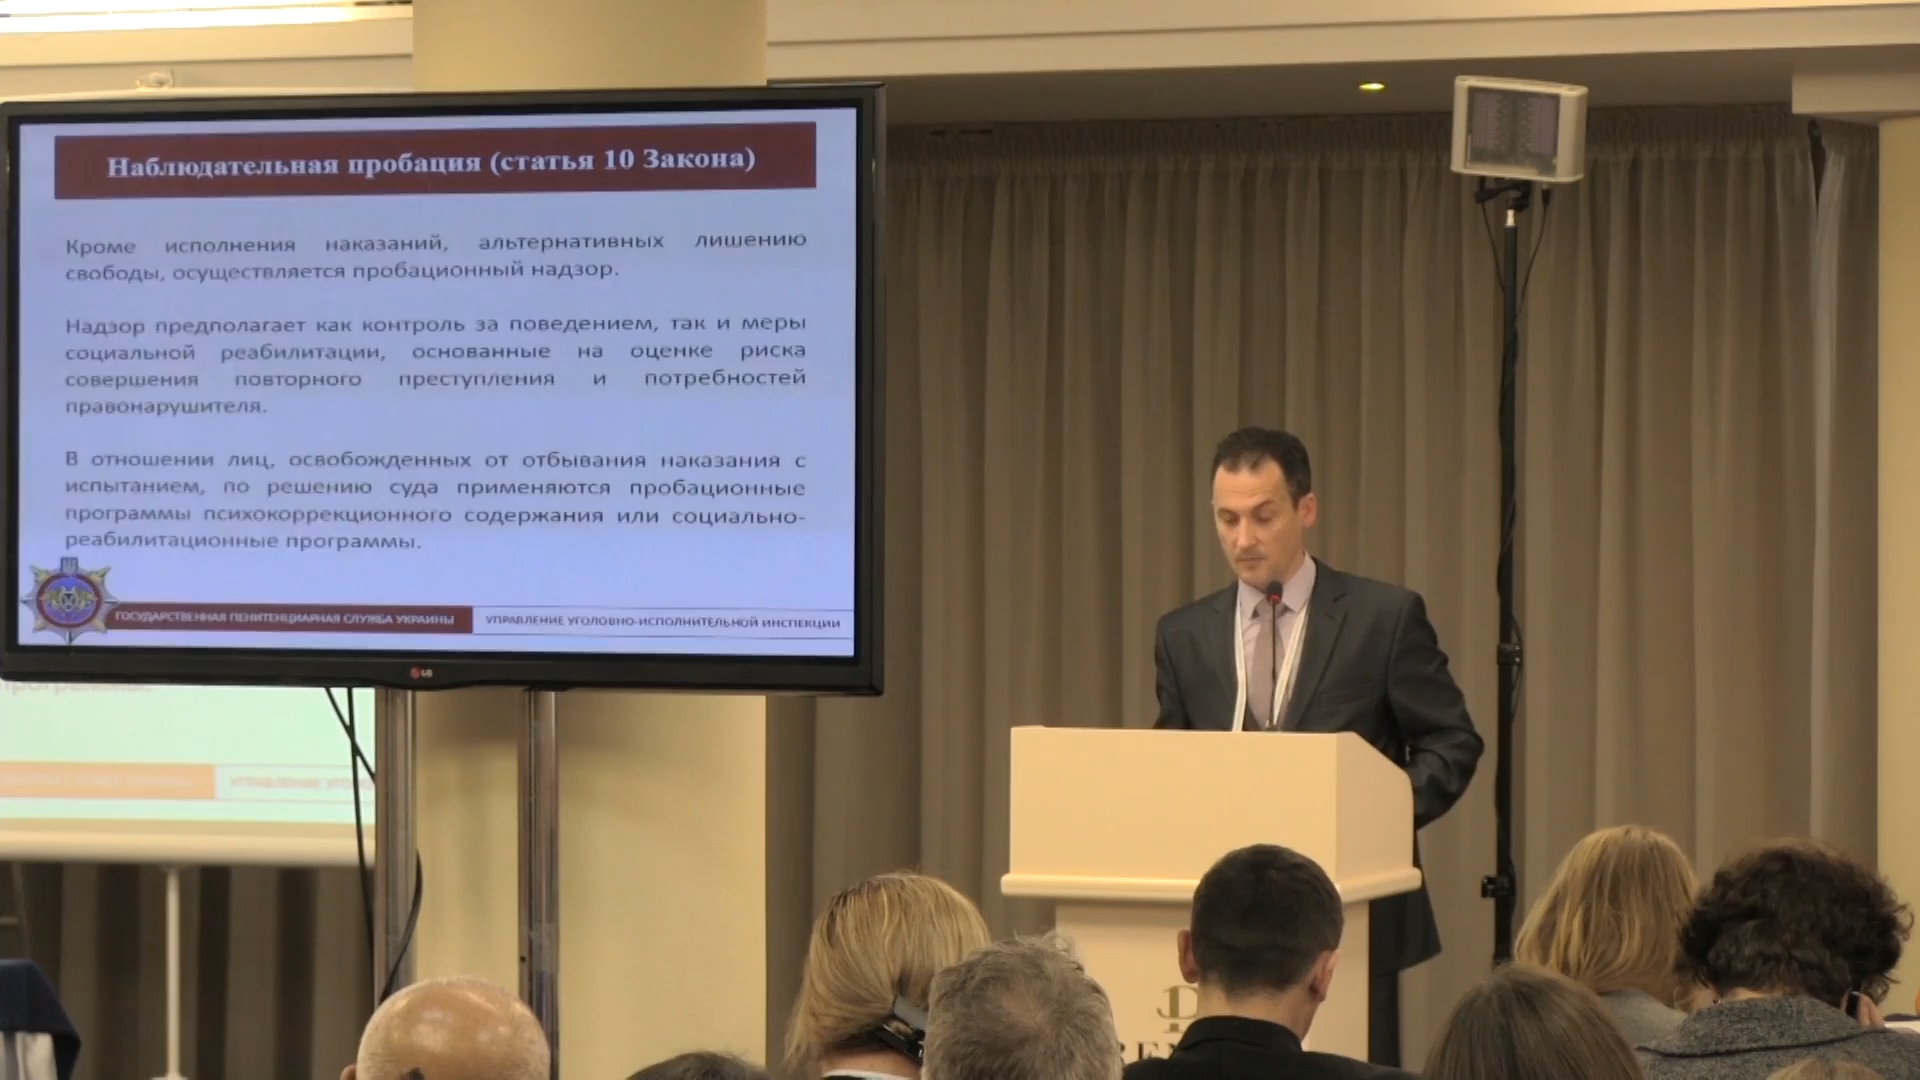 Наблюдательная пробация (статья 10 Закона)
Кроме исполнения наказаний, альтернативных лишению
свободы, осуществляется пробационный надзор.
Надзор предполагает как контроль за поведением, так и меры
социальной реабилитации, основанные на оценке риска
совершения повторного преступления и потребностей
правонарушителя.
В отношении лиц, освобожденных от отбывания наказания с
испытанием, по решению суда применяются пробационные
программы психокоррекционного содержания или социально-
реабилитационные программы.
ГОСУДАРСТВЕННАЯ ПЕНИТЕНЦИАРНАЯ СЛУЖБА УКРАИНЫ
УПРАВЛЕНИЕ УГОЛОВНО-ИСПОЛНИТЕЛЬНОЙ ИНСПЕКЦИИ
LG